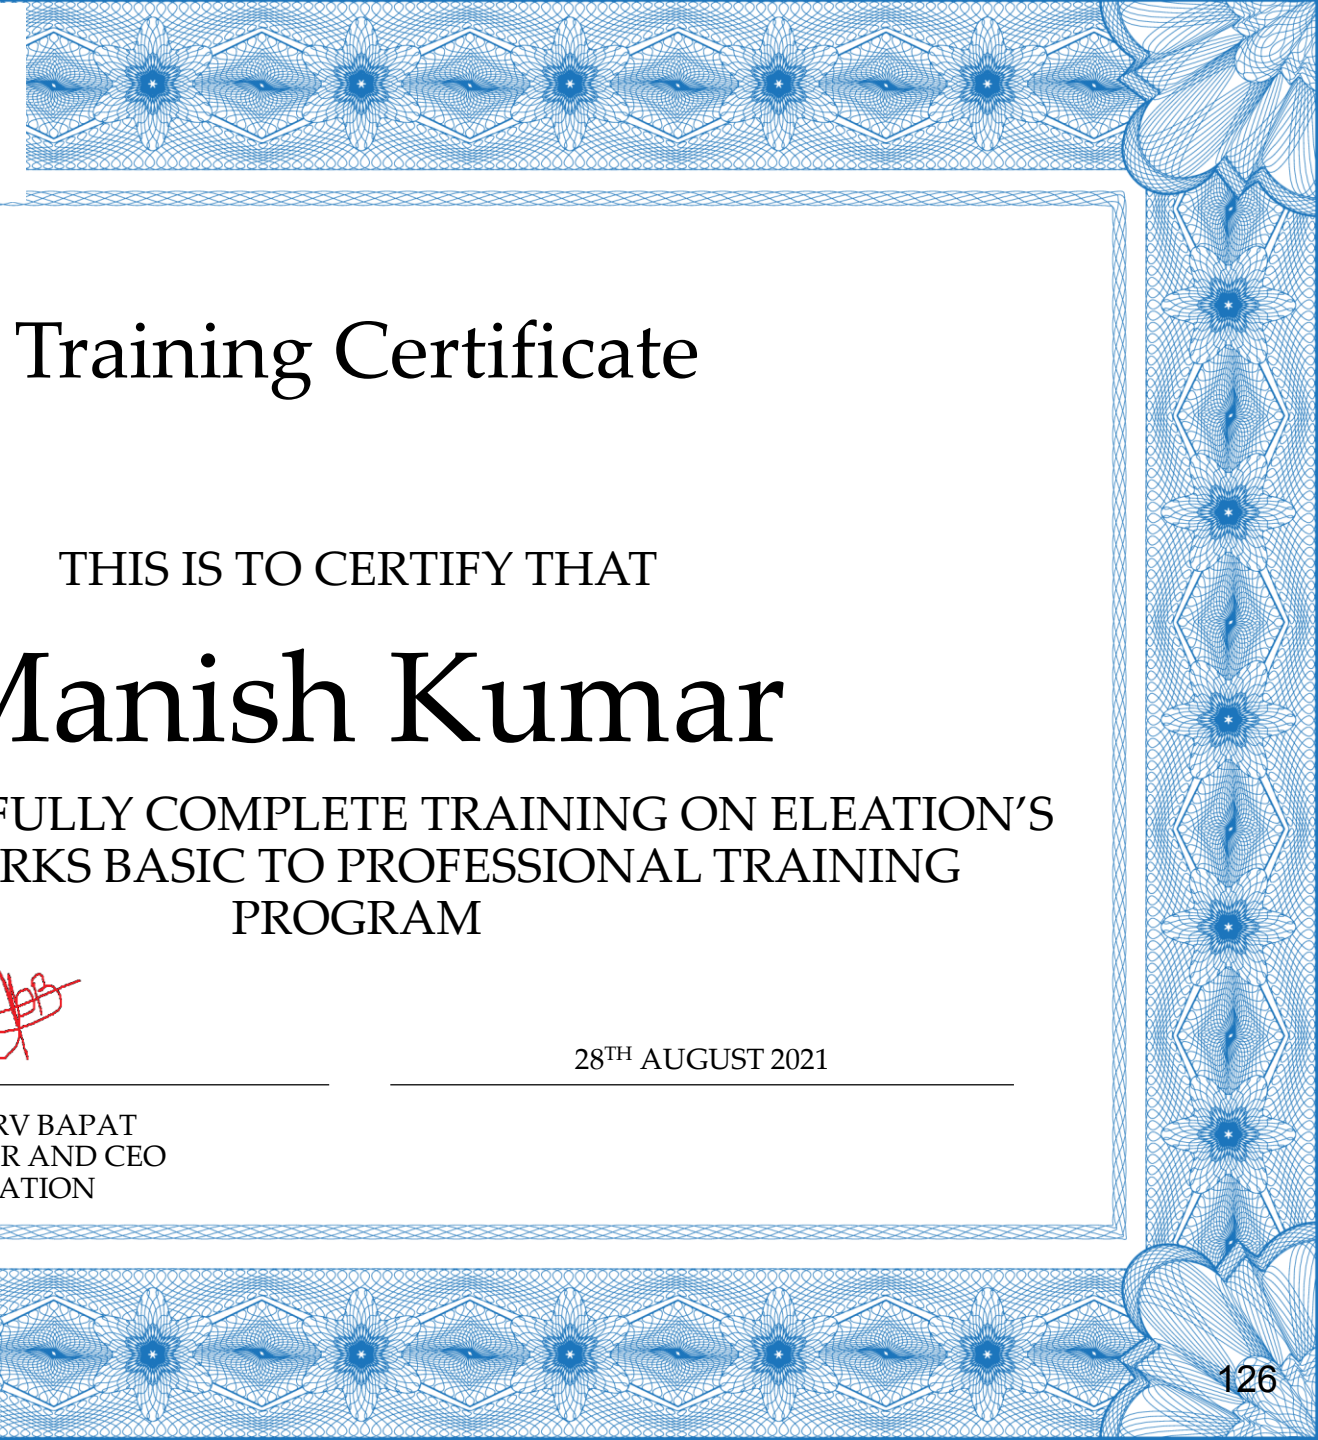 Training Certificate
THIS IS TO CERTIFY THAT
Manish Kumar
FULLY COMPLETE TRAINING ON ELEATION’S
RKS BASIC TO PROFESSIONAL TRAINING
PROGRAM
28TH AUGUST 2021
RV BAPAT
R AND CEO
ATION
126